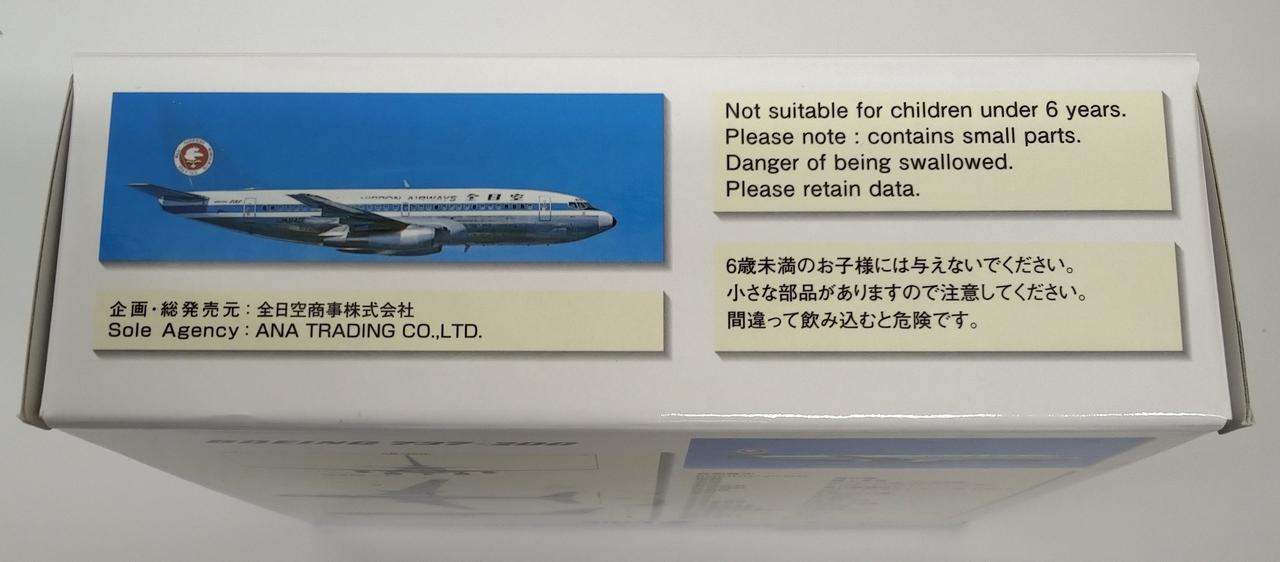 NIPPON AIRWAYS 全日空
企画・総発売元：全日空商事株式会社
Sole Agency : ANA TRADING CO.,LTD.
Not suitable for children under 6 years.
Please note : contains small parts.
Danger of being swallowed.
Please retain data.
6歳未満のお子様には与えないでください。
小さな部品がありますので注意してください。
間違って飲み込むと危険です。
BOEING 737-200